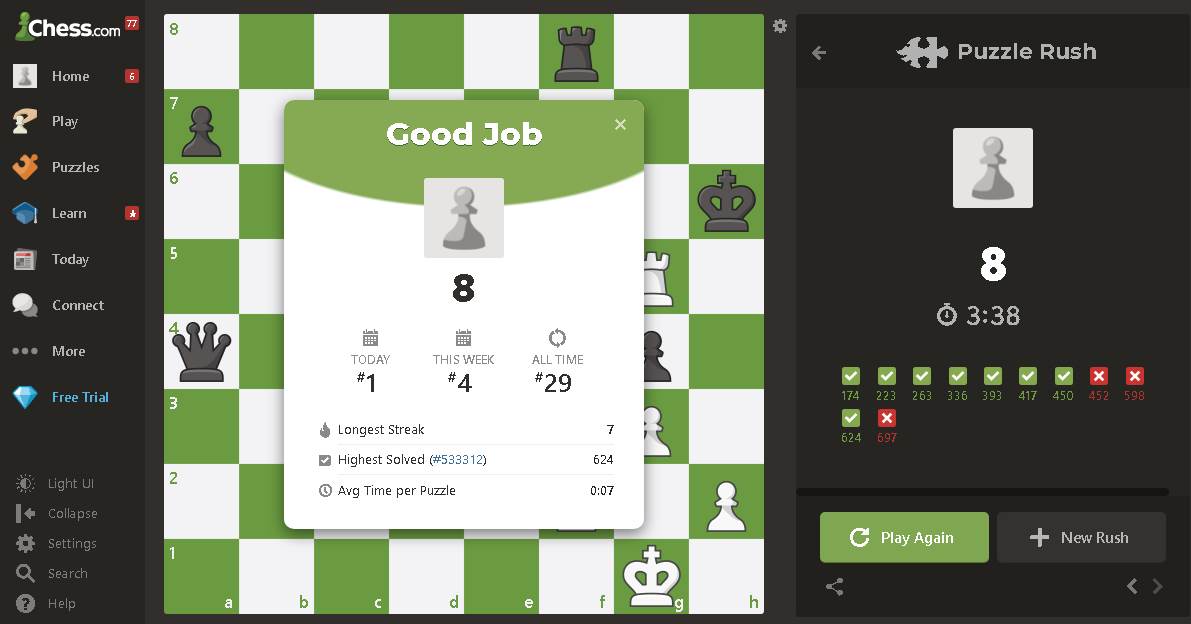 Chess.com 77
Home 6
Play
Puzzles
Learn
Today
Connect
More
Free Trial
Light UI
Collapse
Settings
Search
Help
8
7
6
5
4
3
2
1
a b c d e f g h
Good Job
8
TODAY THIS WEEK ALL TIME
#1 #4 #29
Longest Streak 7
Highest Solved (#533312) 624
Avg Time per Puzzle 0:07
Puzzle Rush
8
3:38
174 223 263 336 393 417 450 452 598
624 697
Play Again New Rush